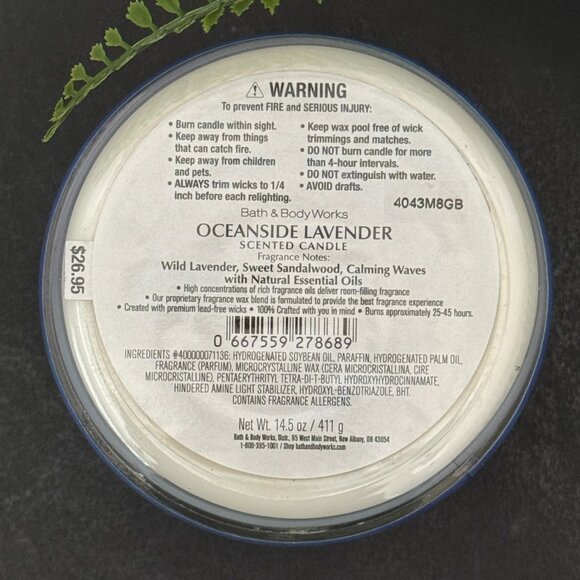 ⚠ WARNING
To prevent FIRE and SERIOUS INJURY:
• Burn candle within sight.
• Keep away from things
that can catch fire.
• Keep away from children
and pets.
• ALWAYS trim wicks to 1/4
inch before each relighting.
• Keep wax pool free of wick
trimmings and matches.
• DO NOT burn candle for more
than 4-hour intervals.
• DO NOT extinguish with water.
• AVOID drafts.
4043M8GB
Bath & Body Works
OCEANSIDE LAVENDER
SCENTED CANDLE
Fragrance Notes:
Wild Lavender, Sweet Sandalwood, Calming Waves
with Natural Essential Oils
• High concentrations of rich fragrance oils deliver room-filling fragrance
• Our proprietary fragrance wax blend is formulated to provide the best fragrance experience
• Created with premium lead-free wicks • 100% Crafted with you in mind • Burns approximately 25-45 hours.
0 667559 278689
INGREDIENTS #400000071136: HYDROGENATED SOYBEAN OIL, PARAFFIN, HYDROGENATED PALM OIL,
FRAGRANCE (PARFUM), MICROCRYSTALLINE WAX (CERA MICROCRISTALLINA, CIRE
MICROCRISTALLINE), PENTAERYTHRITYL TETRA-DI-T-BUTYL HYDROXYHYDROCINNAMATE,
HINDERED AMINE LIGHT STABILIZER, HYDROXYL-BENZOTRIAZOLE, BHT.
CONTAINS FRAGRANCE ALLERGENS.
Net Wt. 14.5 oz / 411 g
Bath & Body Works, Distr., 95 West Main Street, New Albany, OH 43054
1-800-395-1001 / Shop bathandbodyworks.com
$26.95